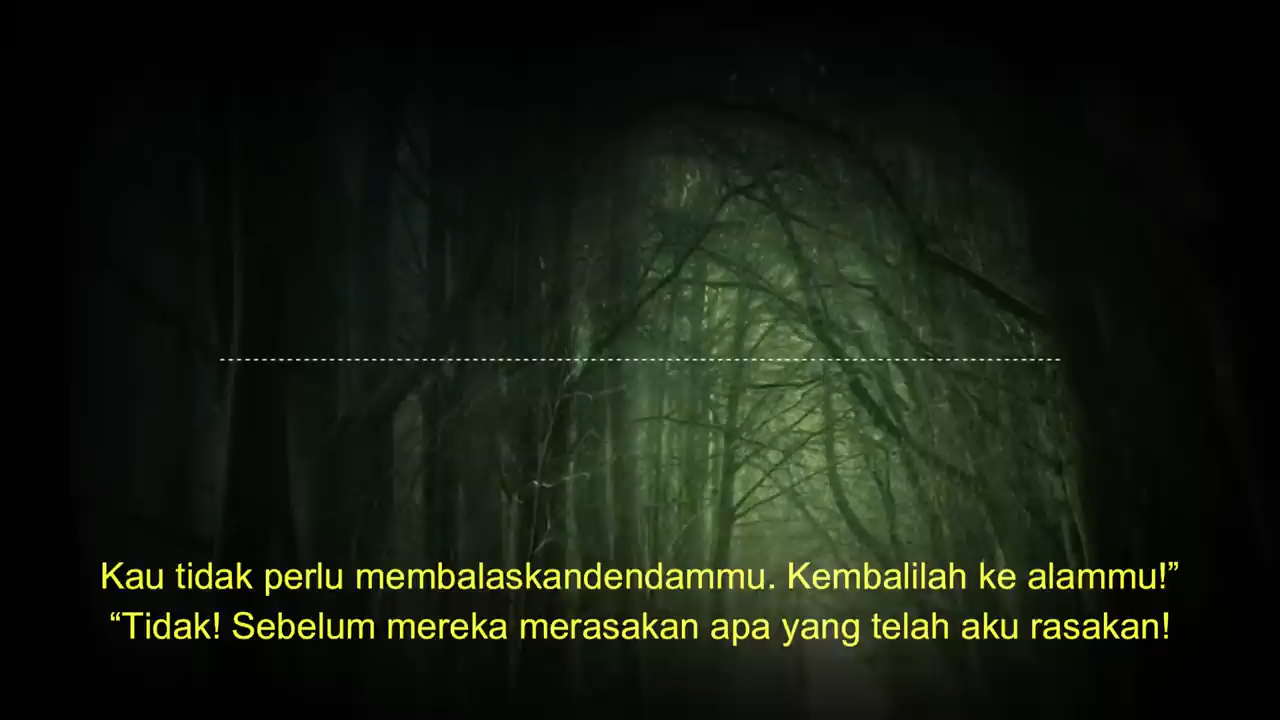 Kau tidak perlu membalaskandendammu. Kembalilah ke alammu!”
“Tidak! Sebelum mereka merasakan apa yang telah aku rasakan!